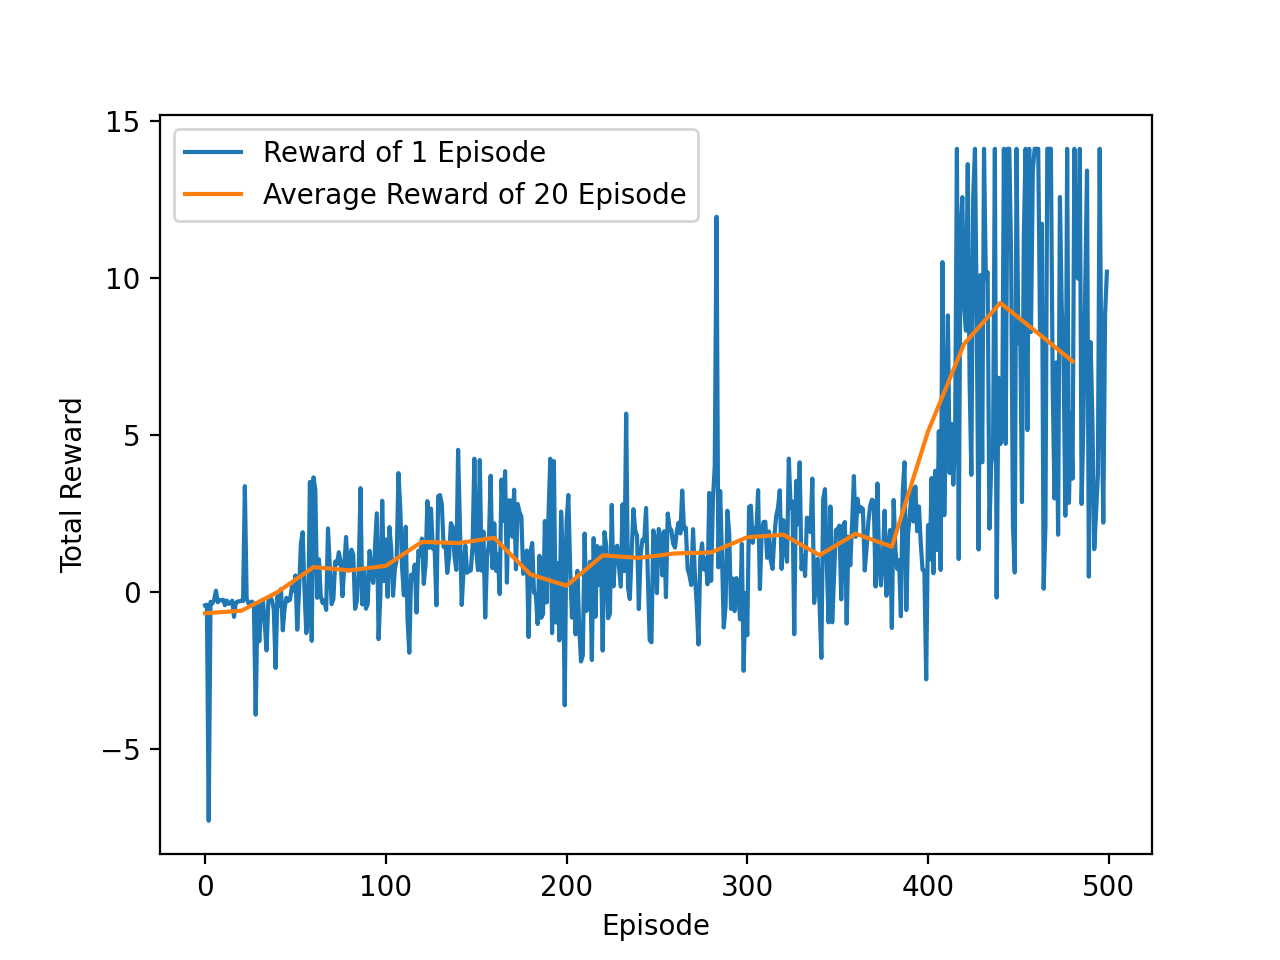 15
10
5
0
−5
Total Reward
Reward of 1 Episode
Average Reward of 20 Episode
0 100 200 300 400 500
Episode